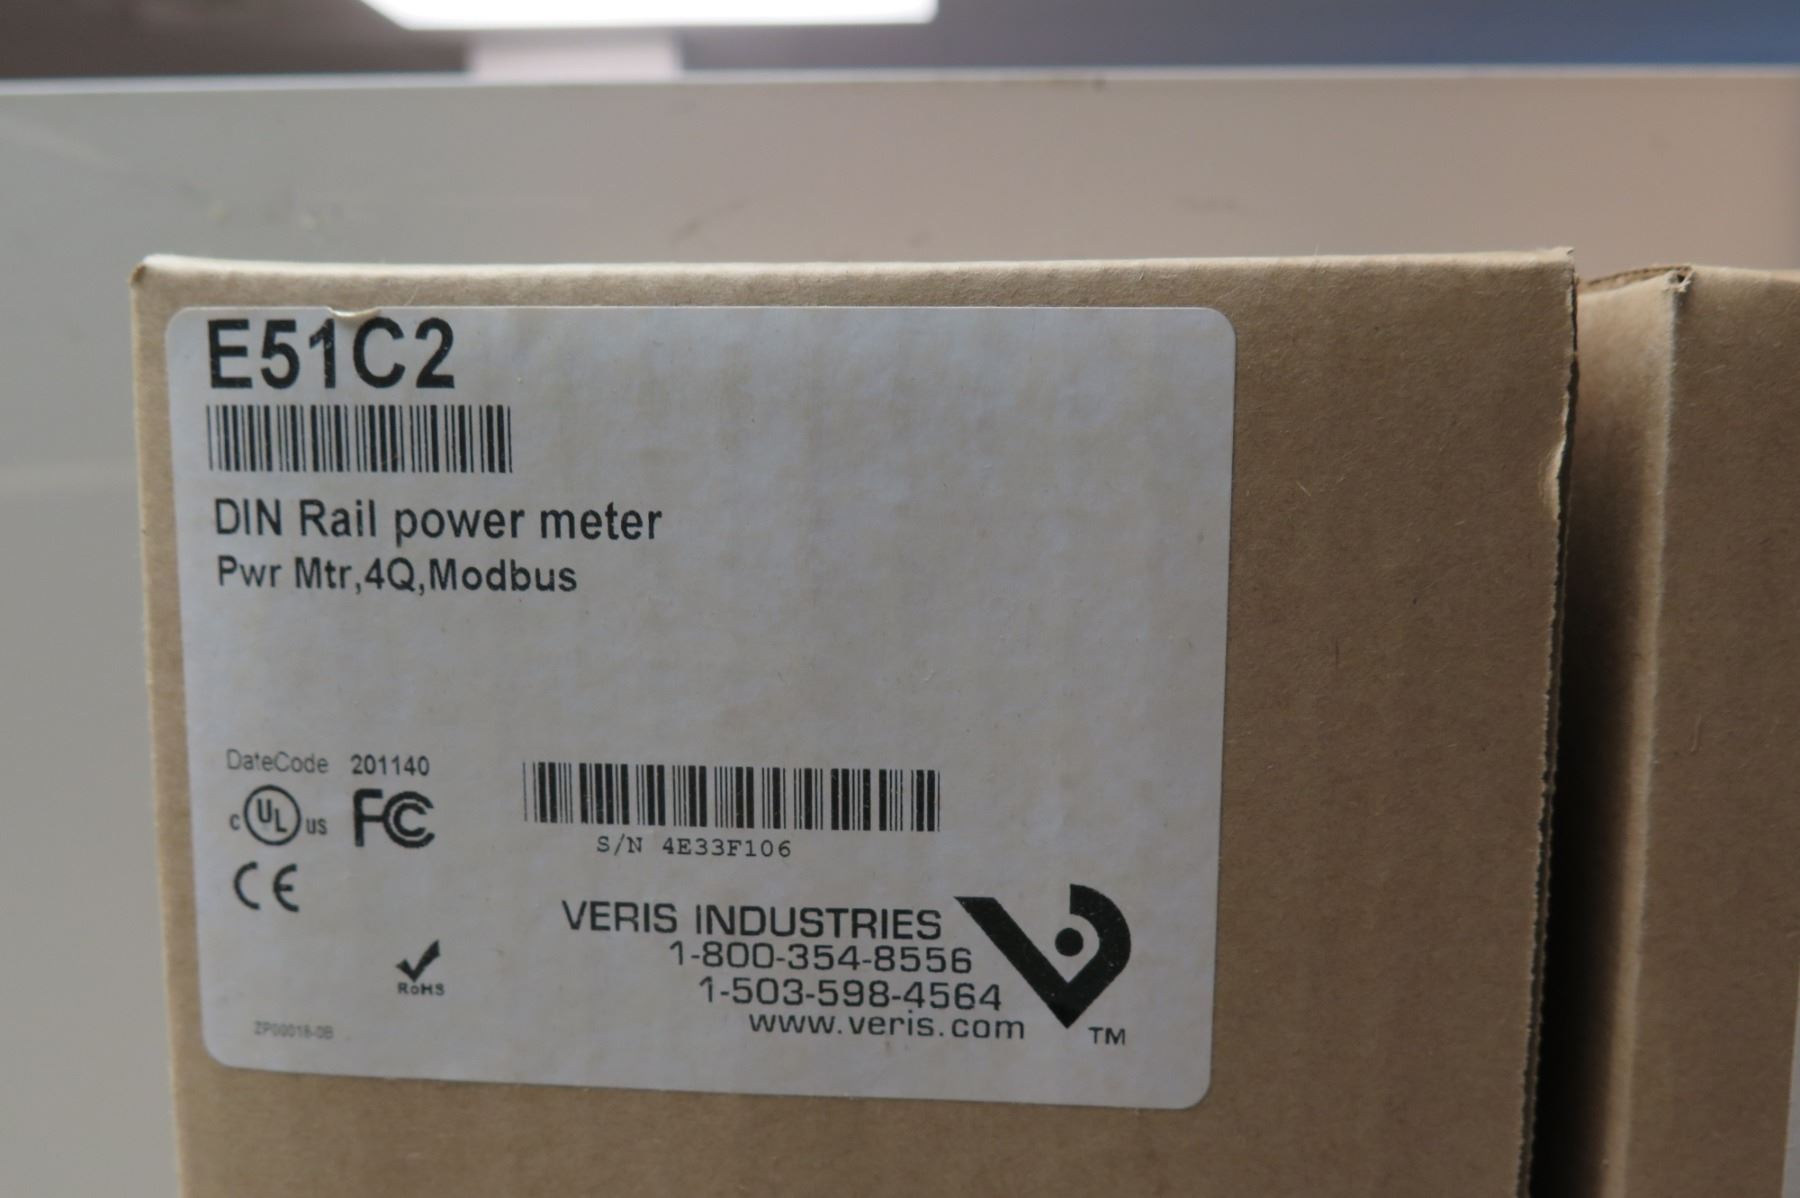 E51C2
DIN Rail power meter
Pwr Mtr,4Q,Modbus
DateCode 201140
c UL us FC
CE
S/N 4E33F106
RoHS
VERIS INDUSTRIES
1-800-354-8556
1-503-598-4564
www.veris.com
TM
ZP00018-0B